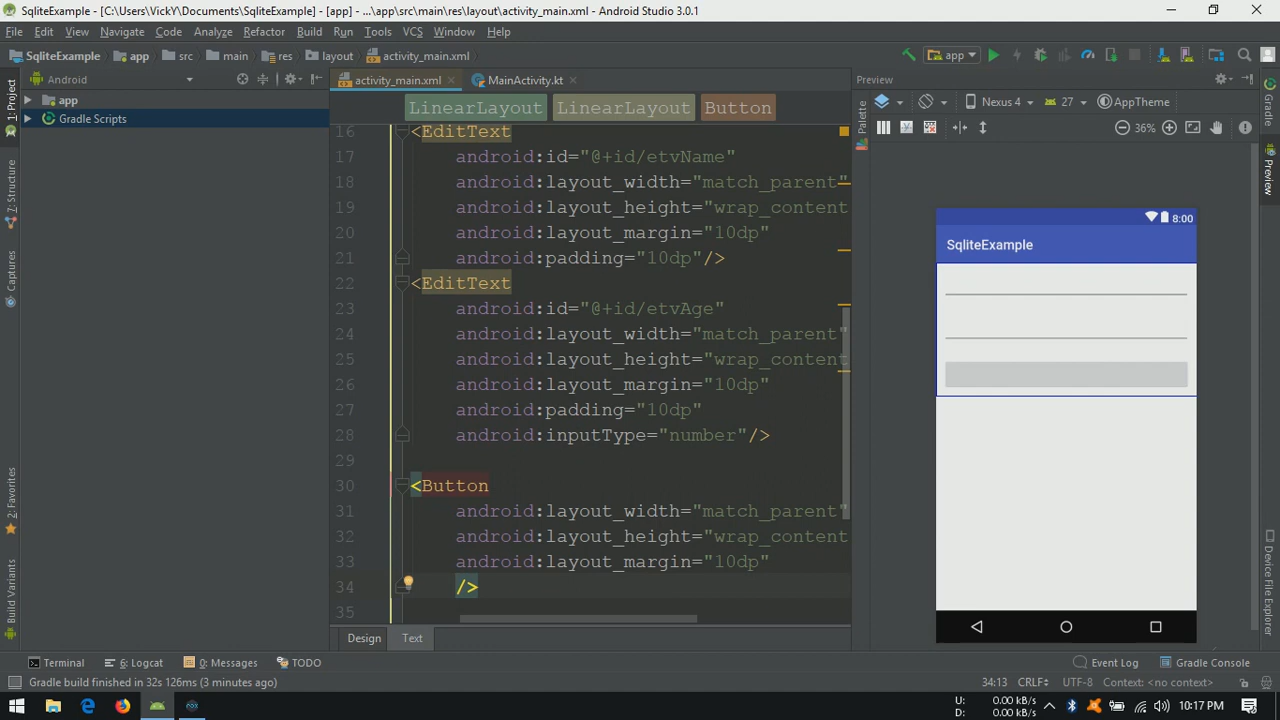 SqliteExample - [C:\Users\VickY\Documents\SqliteExample] - [app] - ...\app\src\main\res\layout\activity_main.xml - Android Studio 3.0.1
File Edit View Navigate Code Analyze Refactor Build Run Tools VCS Window Help
SqliteExample app src main res layout activity_main.xml app
Android activity_main.xml MainActivity.kt Preview
Nexus 4 27 AppTheme
36%
LinearLayout LinearLayout Button
1: Project
7: Structure
Captures
2: Favorites
Build Variants
app
Gradle Scripts
16 <EditText
17 android:id="@+id/etvName"
18 android:layout_width="match_parent"
19 android:layout_height="wrap_content
20 android:layout_margin="10dp"
21 android:padding="10dp"/>
22 <EditText
23 android:id="@+id/etvAge"
24 android:layout_width="match_parent"
25 android:layout_height="wrap_content
26 android:layout_margin="10dp"
27 android:padding="10dp"
28 android:inputType="number"/>
29
30 <Button
31 android:layout_width="match_parent"
32 android:layout_height="wrap_content
33 android:layout_margin="10dp"
34 />
35
Palette
8:00
SqliteExample
Gradle
Preview
Device File Explorer
Design Text
Terminal 6: Logcat 0: Messages TODO Event Log Gradle Console
Gradle build finished in 32s 126ms (3 minutes ago) 34:13 CRLF÷ UTF-8 Context: <no context>
U: 0.00 kB/s
D: 0.00 kB/s
10:17 PM